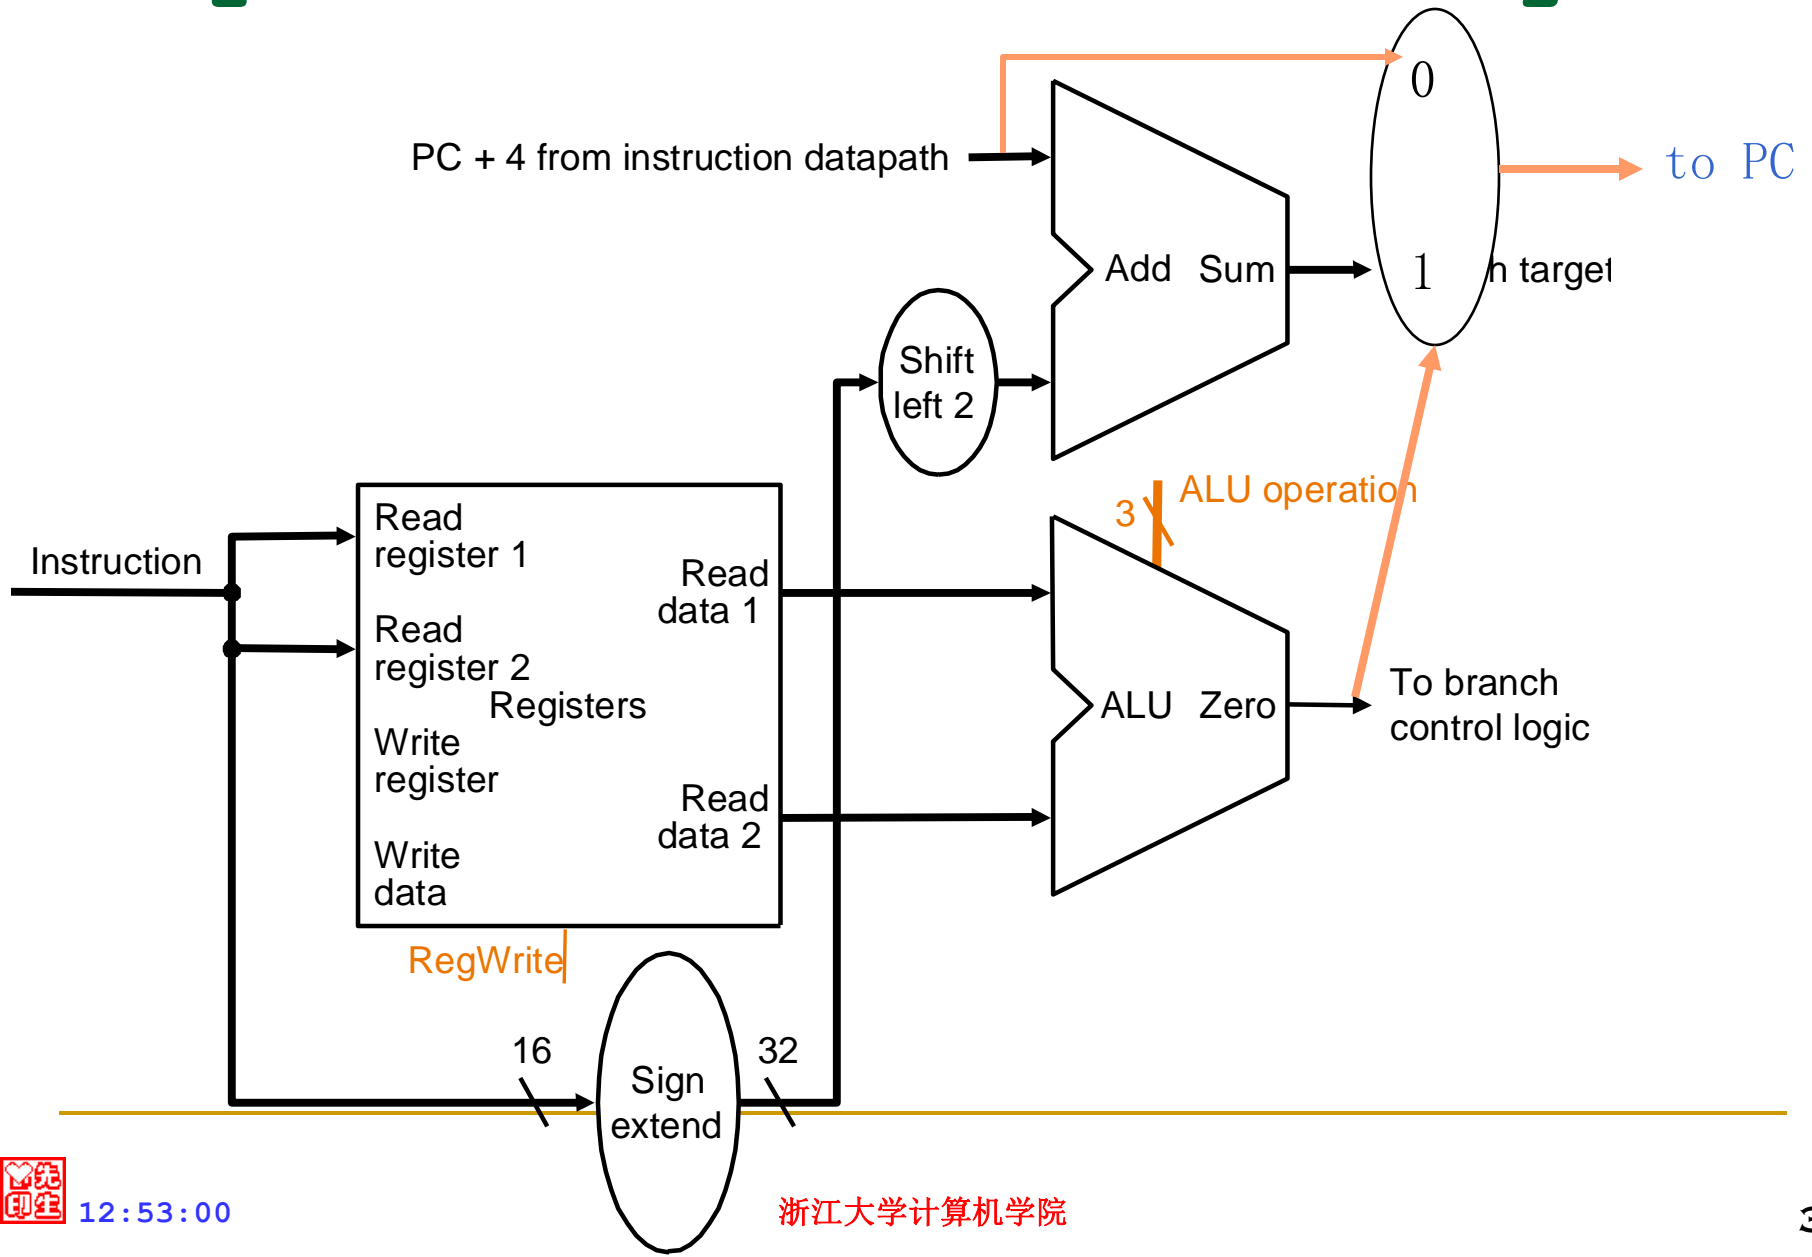 0
PC + 4 from instruction datapath
to PC
Add Sum
1
h target
Shift
left 2
ALU operation
3
Instruction
Read
register 1
Read
data 1
Read
register 2
Registers
ALU Zero
To branch
control logic
Write
register
Read
data 2
Write
data
RegWrite
16
32
Sign
extend
先生印
12:53:00
浙江大学计算机学院